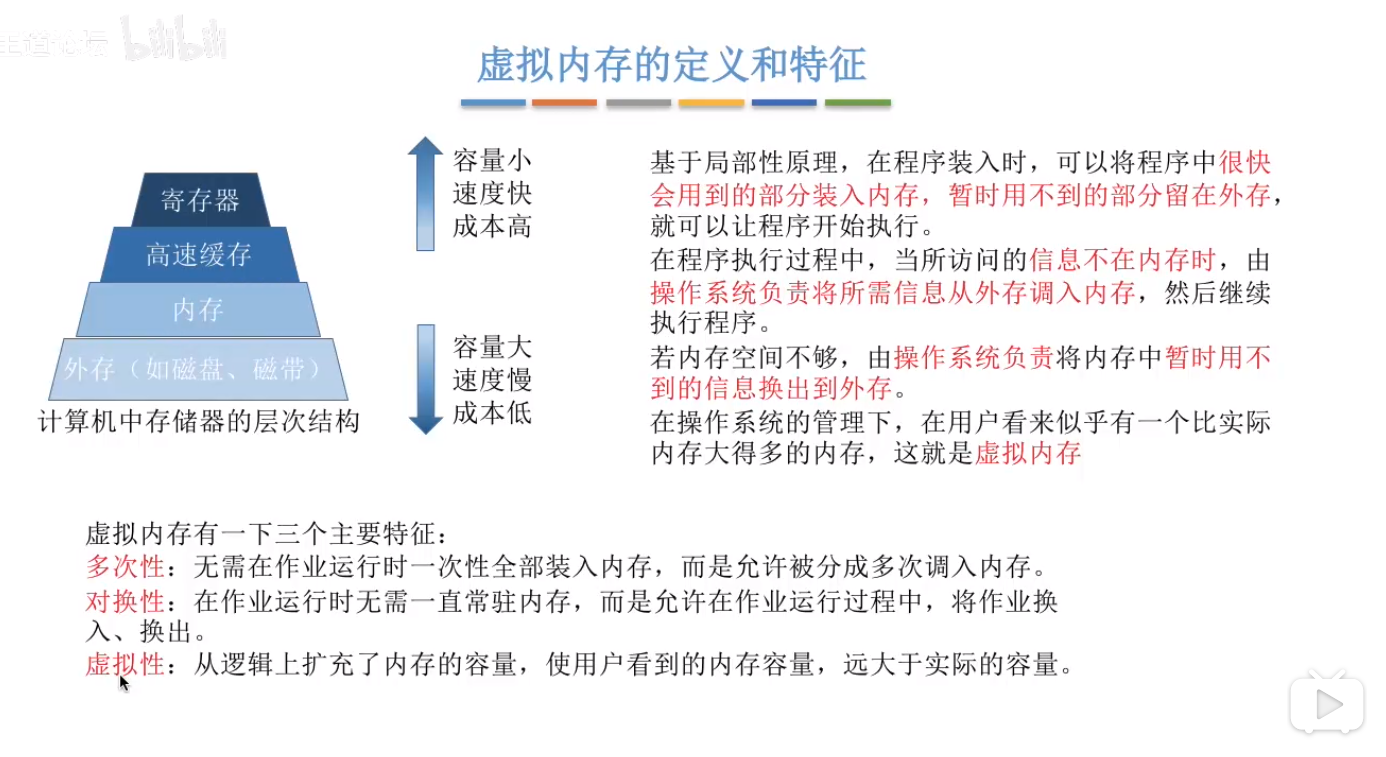 王道论坛 bilibili
虚拟内存的定义和特征
寄存器
高速缓存
内存
外存（如磁盘、磁带）
计算机中存储器的层次结构
容量小
速度快
成本高
容量大
速度慢
成本低
基于局部性原理，在程序装入时，可以将程序中很快
会用到的部分装入内存，暂时用不到的部分留在外存，
就可以让程序开始执行。
在程序执行过程中，当所访问的信息不在内存时，由
操作系统负责将所需信息从外存调入内存，然后继续
执行程序。
若内存空间不够，由操作系统负责将内存中暂时用不
到的信息换出到外存。
在操作系统的管理下，在用户看来似乎有一个比实际
内存大得多的内存，这就是虚拟内存
虚拟内存有一下三个主要特征：
多次性：无需在作业运行时一次性全部装入内存，而是允许被分成多次调入内存。
对换性：在作业运行时无需一直常驻内存，而是允许在作业运行过程中，将作业换
入、换出。
虚拟性：从逻辑上扩充了内存的容量，使用户看到的内存容量，远大于实际的容量。